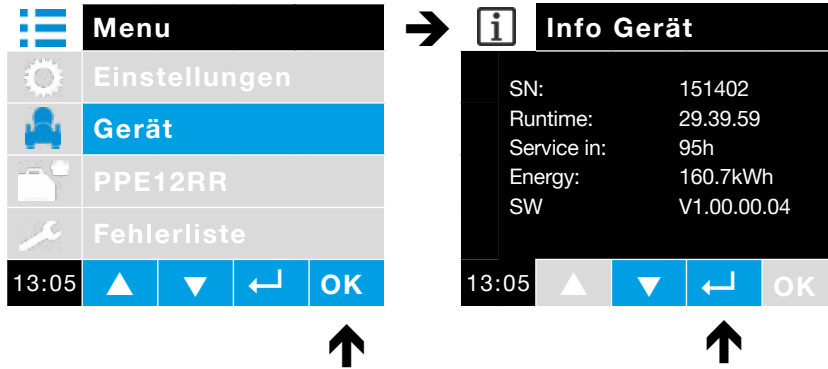 Menu
Einstellungen
Gerät
PPE12RR
Fehlerliste
13:05 OK
i Info Gerät
SN: 151402
Runtime: 29.39.59
Service in: 95h
Energy: 160.7kWh
SW V1.00.00.04
13:05 OK